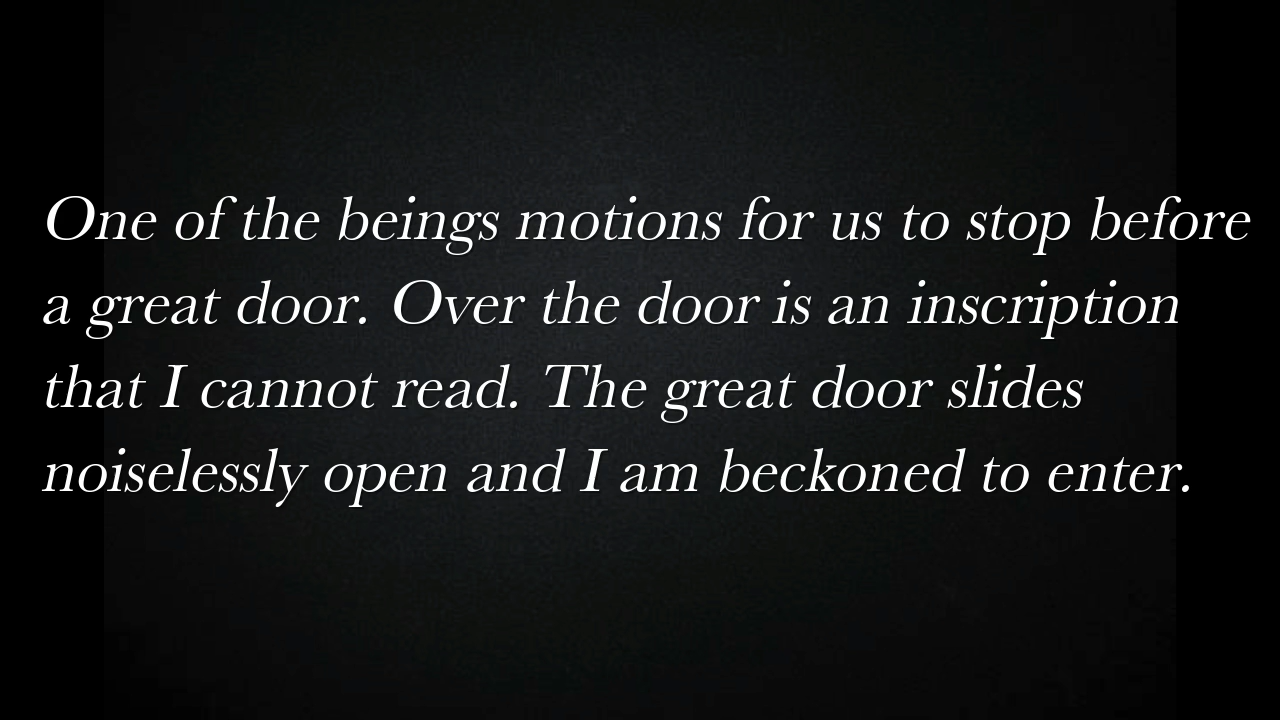 One of the beings motions for us to stop before
a great door. Over the door is an inscription
that I cannot read. The great door slides
noiselessly open and I am beckoned to enter.